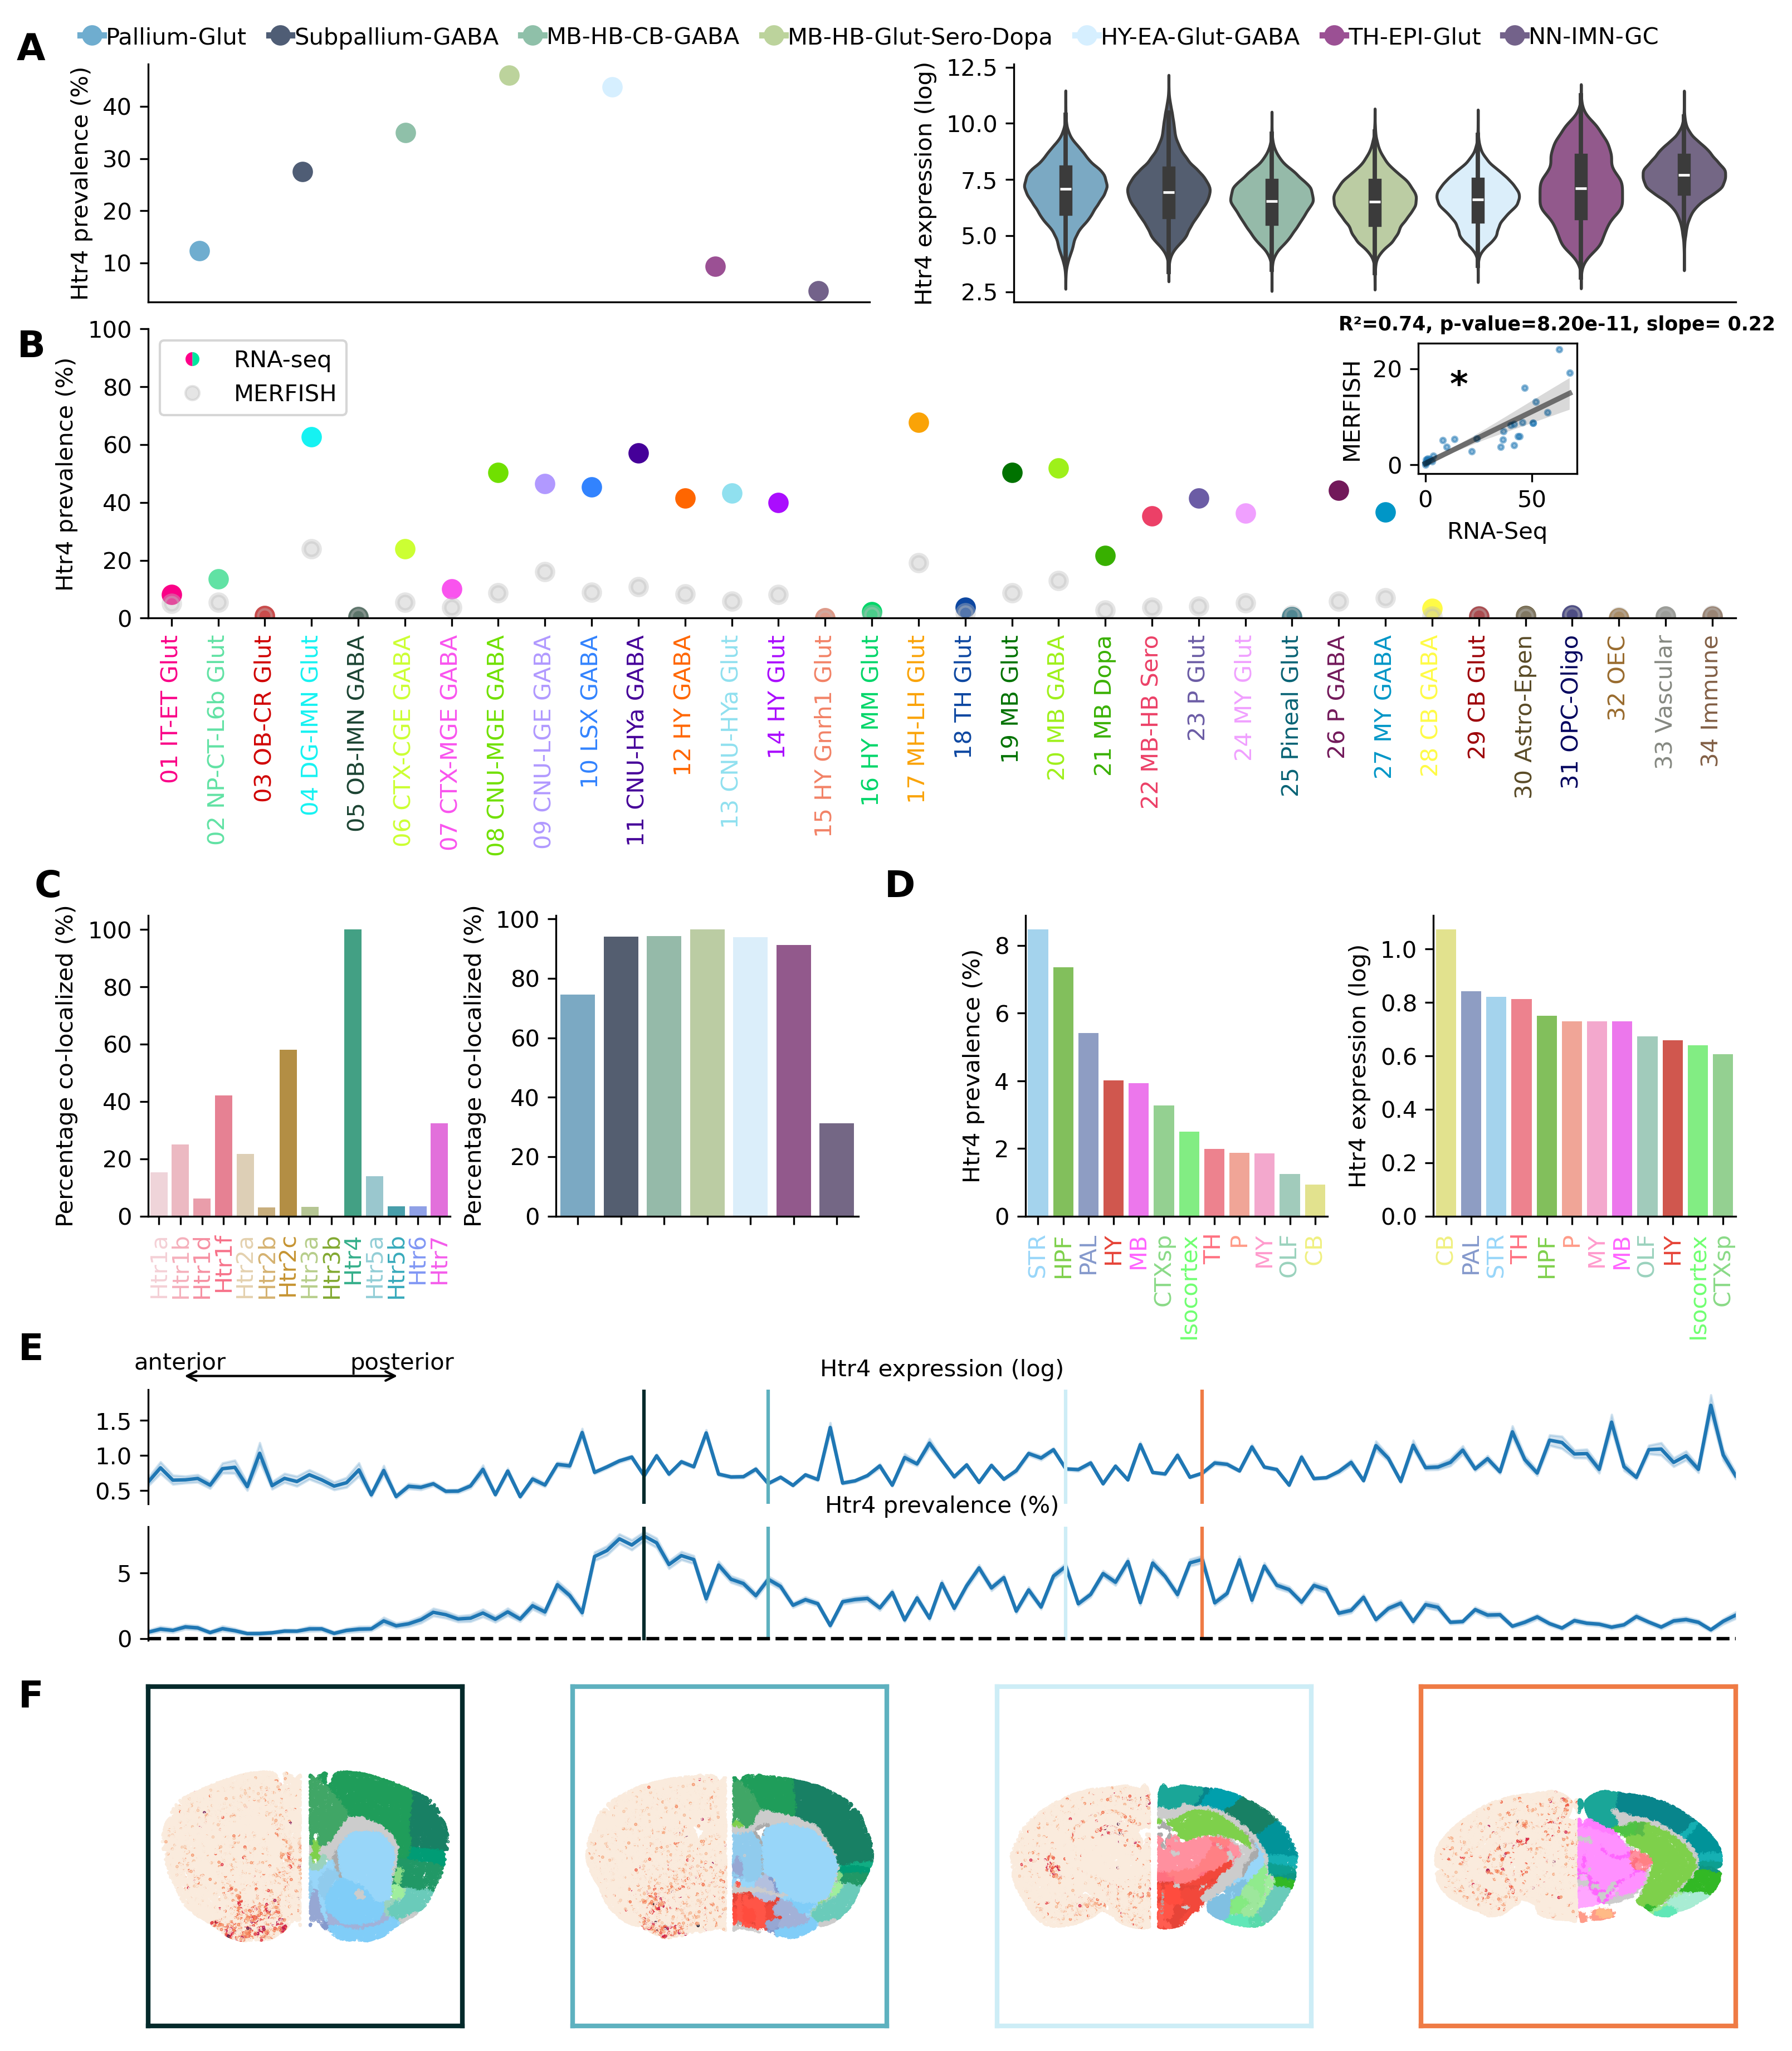 A
Pallium-Glut Subpallium-GABA MB-HB-CB-GABA MB-HB-Glut-Sero-Dopa HY-EA-Glut-GABA TH-EPI-Glut NN-IMN-GC
Htr4 prevalence (%)
40
30
20
10
Htr4 expression (log)
12.5
10.0
7.5
5.0
2.5
B
Htr4 prevalence (%)
100
80
60
40
20
0
RNA-seq
MERFISH
R²=0.74, p-value=8.20e-11, slope= 0.22
MERFISH
20
0
*
0 50
RNA-Seq
01 IT-ET Glut
02 NP-CT-L6b Glut
03 OB-CR Glut
04 DG-IMN Glut
05 OB-IMN GABA
06 CTX-CGE GABA
07 CTX-MGE GABA
08 CNU-MGE GABA
09 CNU-LGE GABA
10 LSX GABA
11 CNU-HYa GABA
12 HY GABA
13 CNU-HYa Glut
14 HY Glut
15 HY Gnrh1 Glut
16 HY MM Glut
17 MH-LH Glut
18 TH Glut
19 MB Glut
20 MB GABA
21 MB Dopa
22 MB-HB Sero
23 P Glut
24 MY Glut
25 Pineal Glut
26 P GABA
27 MY GABA
28 CB GABA
29 CB Glut
30 Astro-Epen
31 OPC-Oligo
32 OEC
33 Vascular
34 Immune
C
Percentage co-localized (%)
100
80
60
40
20
0
Htr1a
Htr1b
Htr1d
Htr1f
Htr2a
Htr2b
Htr2c
Htr3a
Htr3b
Htr4
Htr5a
Htr5b
Htr6
Htr7
Percentage co-localized (%)
100
80
60
40
20
0
D
Htr4 prevalence (%)
8
6
4
2
0
STR
HPF
PAL
HY
MB
CTXsp
Isocortex
TH
P
MY
OLF
CB
Htr4 expression (log)
1.0
0.8
0.6
0.4
0.2
0.0
CB
PAL
STR
TH
HPF
P
MY
MB
OLF
HY
Isocortex
CTXsp
E
anterior posterior
Htr4 expression (log)
1.5
1.0
0.5
Htr4 prevalence (%)
5
0
F